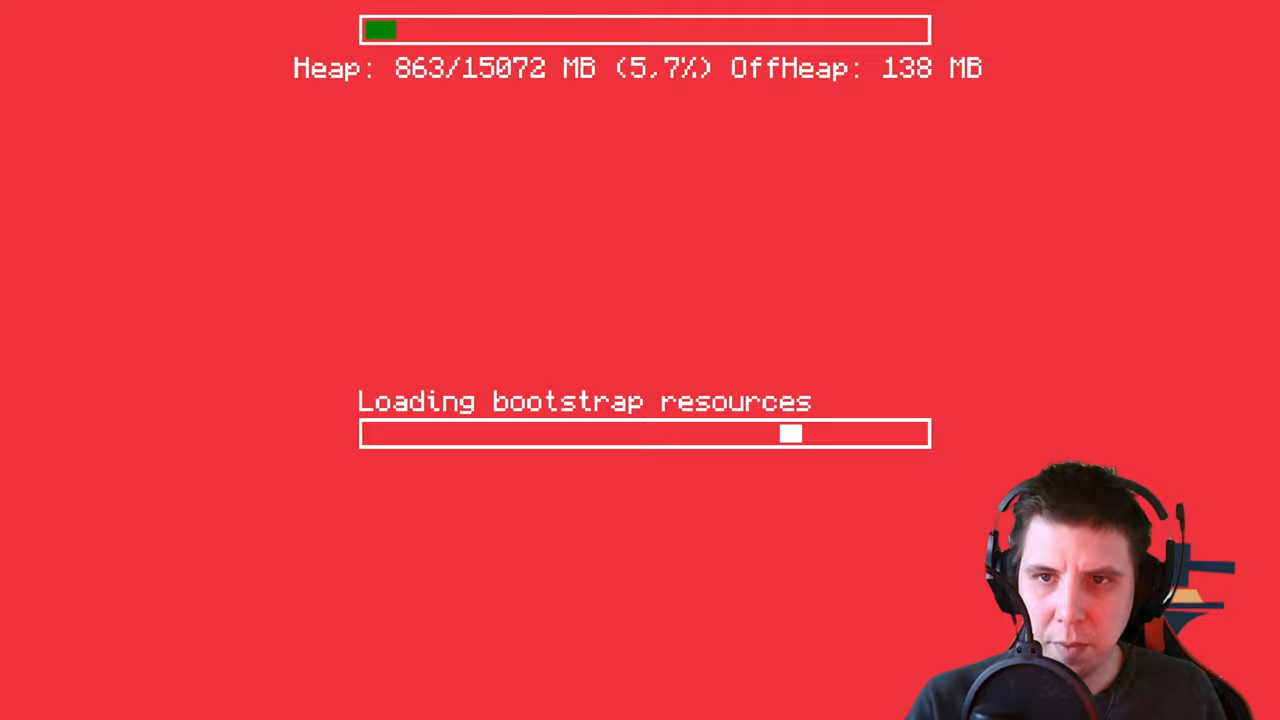 Heap: 863/15072 MB (5.7%) OffHeap: 138 MB
Loading bootstrap resources